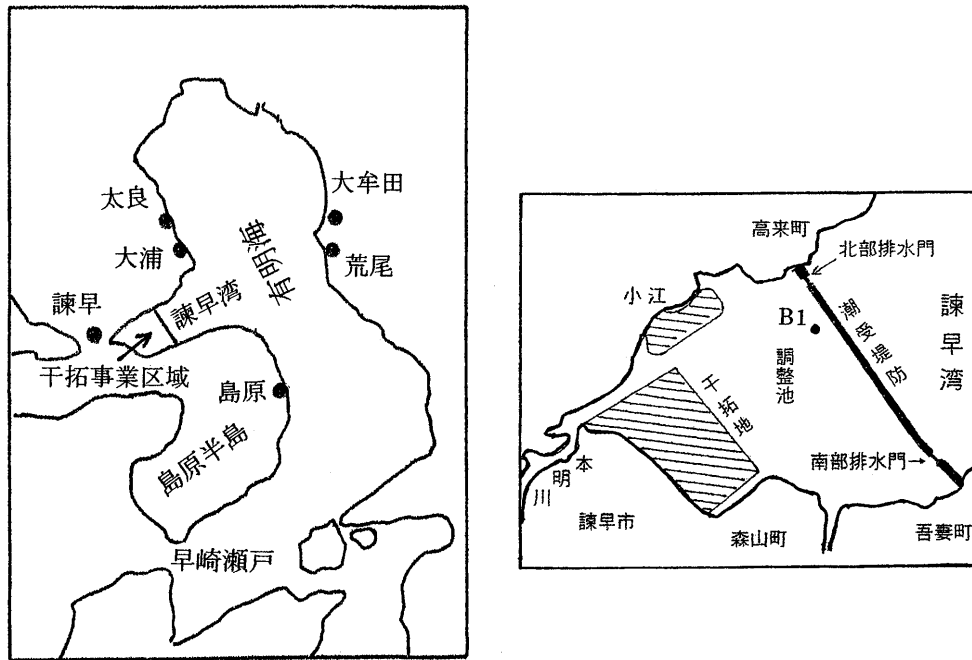 太良
大浦
大牟田
荒尾
有明海
諫早
諫早湾
干拓事業区域
島原
島原半島
早崎瀬戸
高来町
北部排水門
小江
B1
潮受堤防
諫早湾
調整池
干拓地
南部排水門
本明川
諫早市
森山町
吾妻町